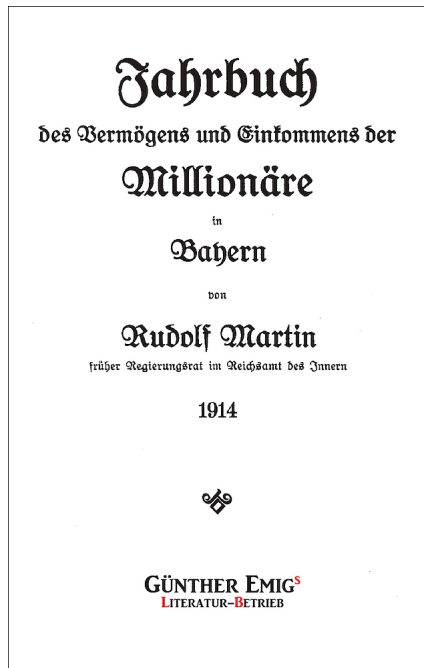 Jahrbuch
des Vermögens und Einkommens der
Millionäre
in
Bayern
von
Rudolf Martin
früher Regierungsrat im Reichsamt des Innern
1914
GÜNTHER EMIGS
LITERATUR–BETRIEB